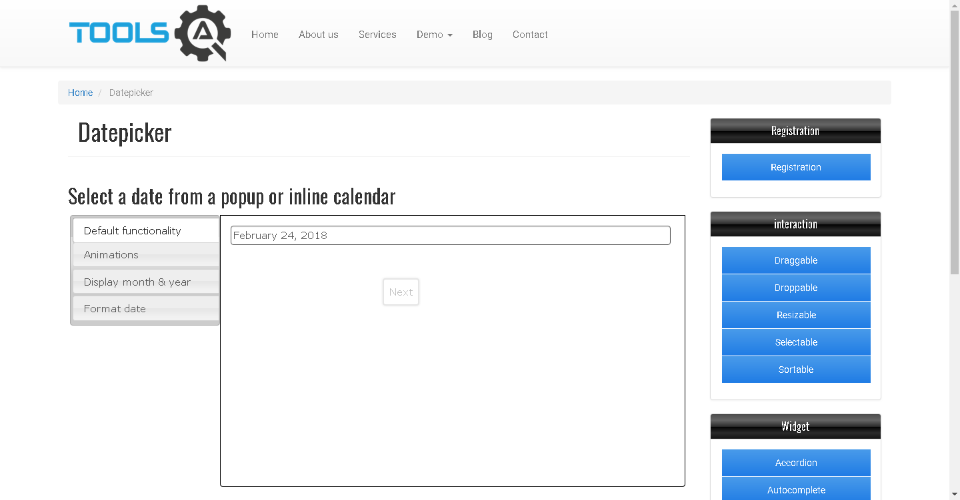 TOOLS QA
Home About us Services Demo Blog Contact
Home / Datepicker
Datepicker
Select a date from a popup or inline calendar
Default functionality
Animations
Display month & year
Format date
February 24, 2018
Next
Registration
Registration
interaction
Draggable
Droppable
Resizable
Selectable
Sortable
Widget
Accordion
Autocomplete